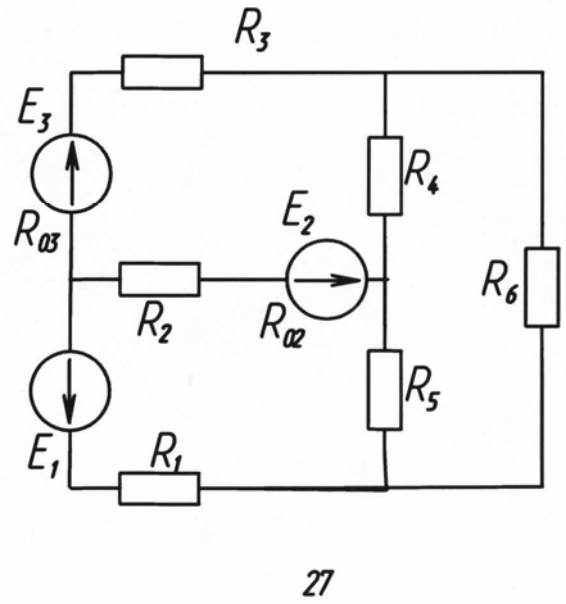 R₃
E₃
R₄
R₀₃
E₂
R₆
R₂
R₀₂
R₅
E₁
R₁
27